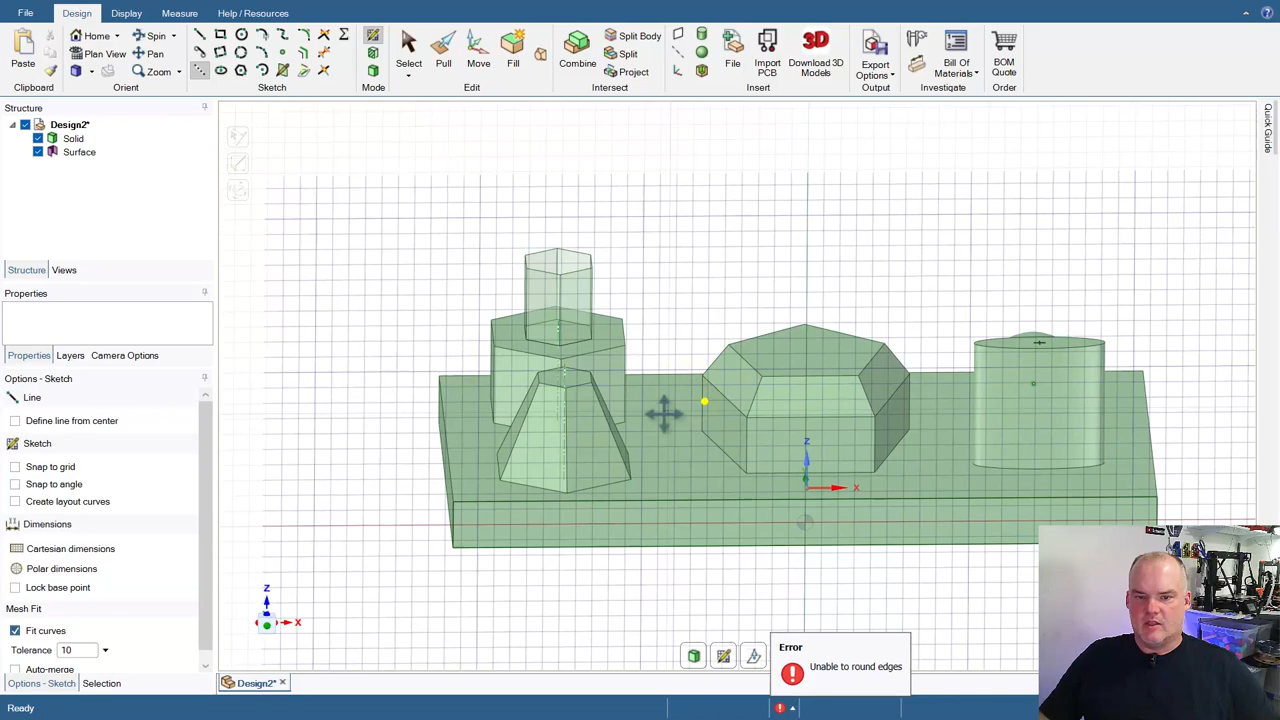 File Design Display Measure Help / Resources
Paste
Home Spin
Plan View Pan
Zoom
Select Pull Move Fill
Combine
Split Body
Split
Project
File Import PCB Download 3D Models
3D
Export Options
Bill Of Materials
BOM Quote
Clipboard Orient Sketch Mode Edit Intersect Insert Output Investigate Order
Structure
Design2*
Solid
Surface
Structure Views
Properties
Properties Layers Camera Options
Options - Sketch
Line
Define line from center
Sketch
Snap to grid
Snap to angle
Create layout curves
Dimensions
Cartesian dimensions
Polar dimensions
Lock base point
Mesh Fit
Fit curves
Tolerance 10
Auto-merge
Options - Sketch Selection
Quick Guide
Z
X
Z
X
Error
Unable to round edges
Design2*
Ready